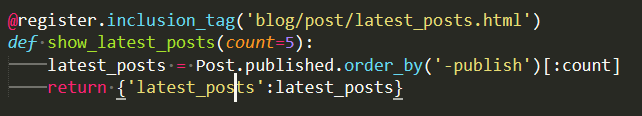 @register.inclusion_tag('blog/post/latest_posts.html')
def show_latest_posts(count=5):
    latest_posts = Post.published.order_by('-publish')[:count]
    return {'latest_posts':latest_posts}